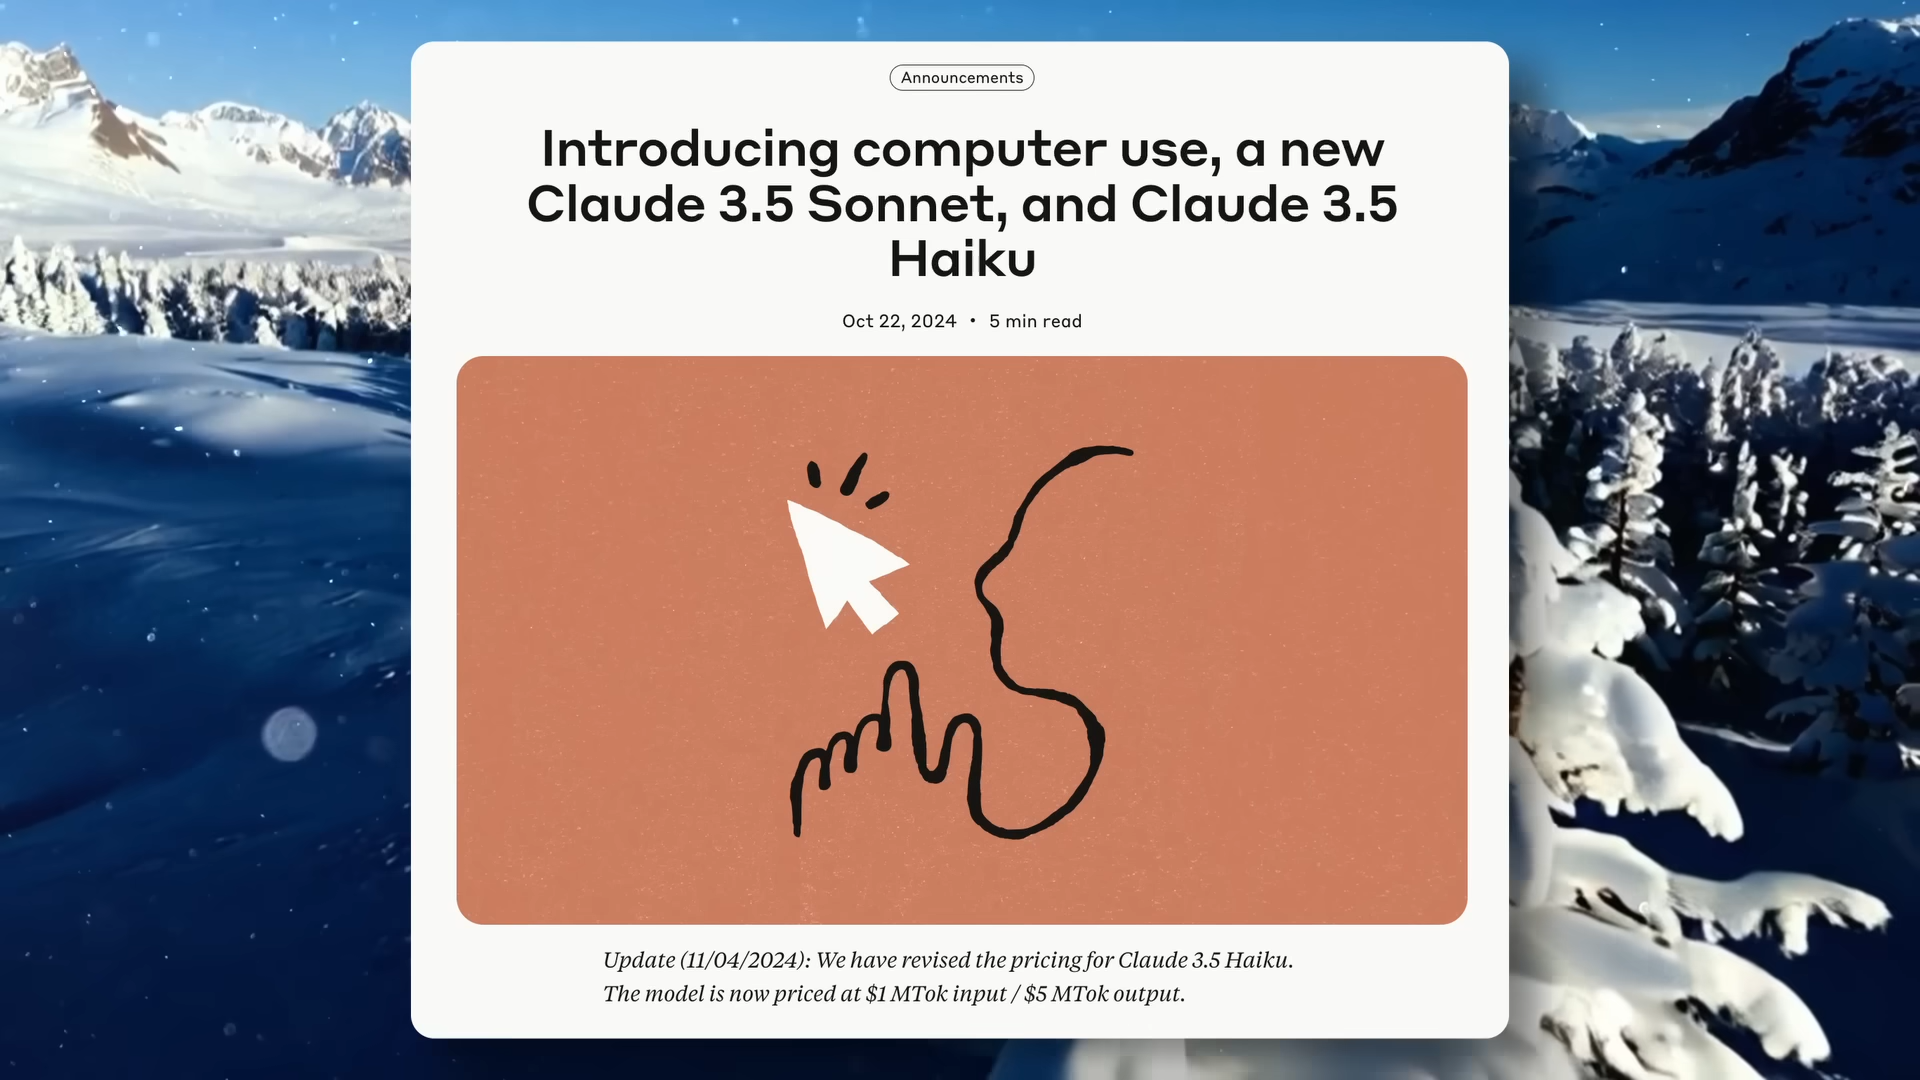 Announcements
Introducing computer use, a new
Claude 3.5 Sonnet, and Claude 3.5
Haiku
Oct 22, 2024 • 5 min read
Update (11/04/2024): We have revised the pricing for Claude 3.5 Haiku.
The model is now priced at $1 MTok input / $5 MTok output.